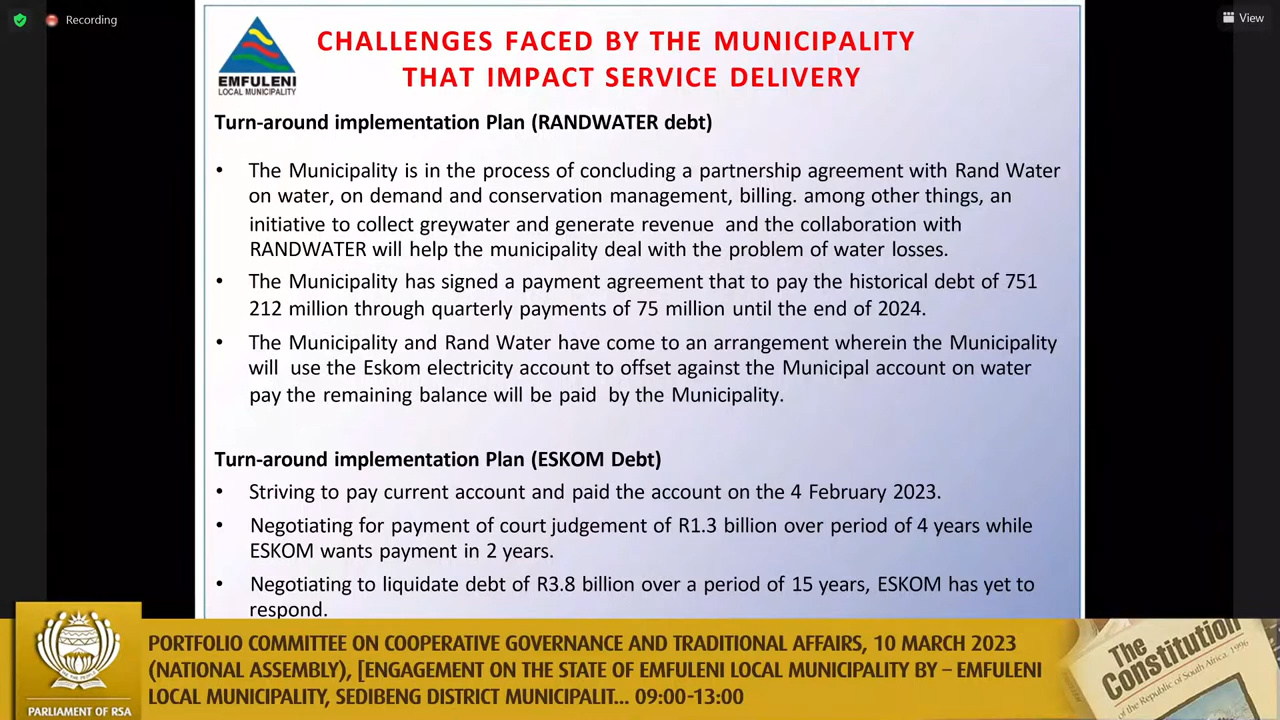 Recording
View
EMFULENI
LOCAL MUNICIPALITY
CHALLENGES FACED BY THE MUNICIPALITY
THAT IMPACT SERVICE DELIVERY
Turn-around implementation Plan (RANDWATER debt)
• The Municipality is in the process of concluding a partnership agreement with Rand Water
on water, on demand and conservation management, billing. among other things, an
initiative to collect greywater and generate revenue and the collaboration with
RANDWATER will help the municipality deal with the problem of water losses.
• The Municipality has signed a payment agreement that to pay the historical debt of 751
212 million through quarterly payments of 75 million until the end of 2024.
• The Municipality and Rand Water have come to an arrangement wherein the Municipality
will use the Eskom electricity account to offset against the Municipal account on water
pay the remaining balance will be paid by the Municipality.
Turn-around implementation Plan (ESKOM Debt)
• Striving to pay current account and paid the account on the 4 February 2023.
• Negotiating for payment of court judgement of R1.3 billion over period of 4 years while
ESKOM wants payment in 2 years.
• Negotiating to liquidate debt of R3.8 billion over a period of 15 years, ESKOM has yet to
respond.
PARLIAMENT OF RSA
PORTFOLIO COMMITTEE ON COOPERATIVE GOVERNANCE AND TRADITIONAL AFFAIRS, 10 MARCH 2023
(NATIONAL ASSEMBLY), [ENGAGEMENT ON THE STATE OF EMFULENI LOCAL MUNICIPALITY BY – EMFULENI
LOCAL MUNICIPALITY, SEDIBENG DISTRICT MUNICIPALIT... 09:00-13:00
The
Constitution
of the Republic of South Africa, 1996